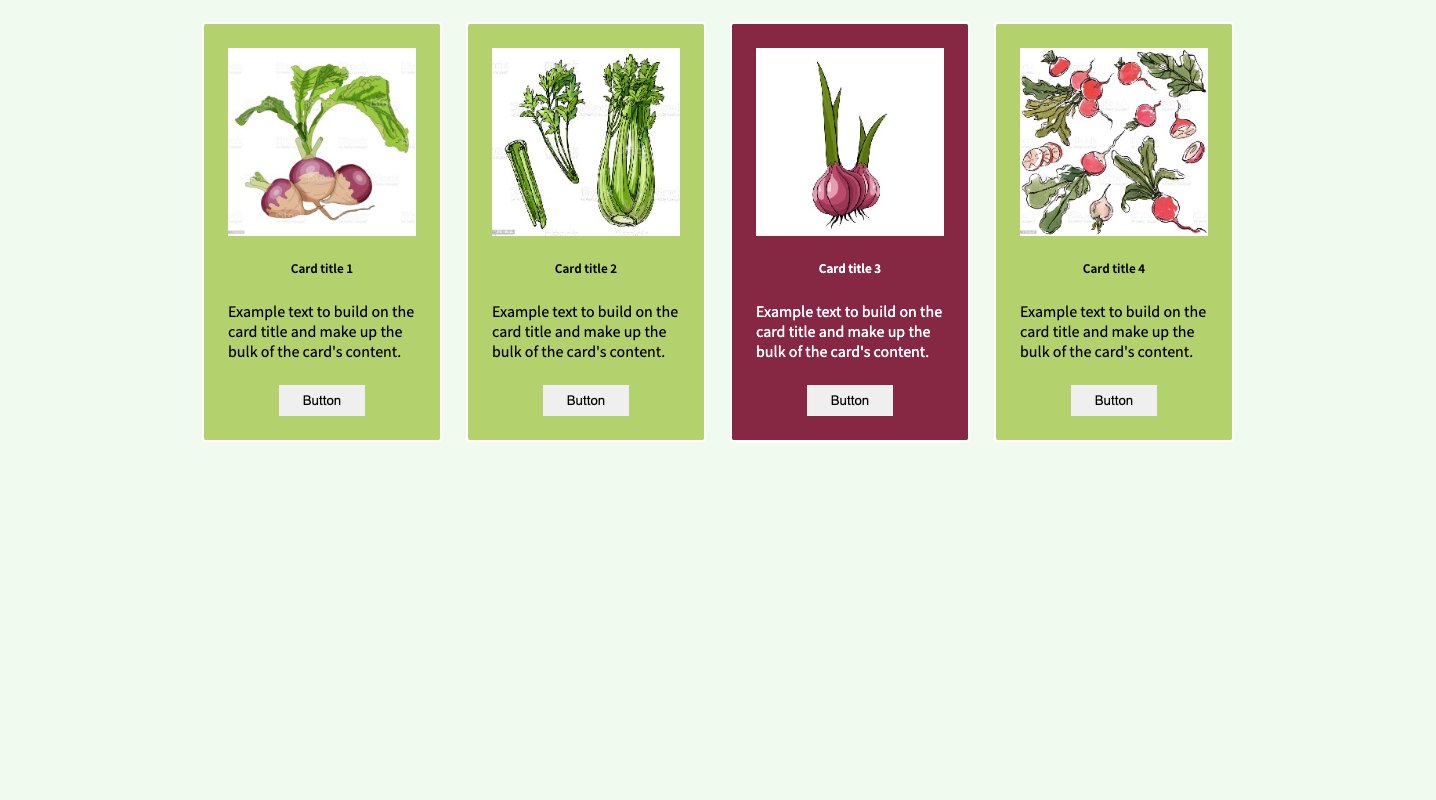 Card title 1
Example text to build on the
card title and make up the
bulk of the card's content.
Button
Card title 2
Example text to build on the
card title and make up the
bulk of the card's content.
Button
Card title 3
Example text to build on the
card title and make up the
bulk of the card's content.
Button
Card title 4
Example text to build on the
card title and make up the
bulk of the card's content.
Button